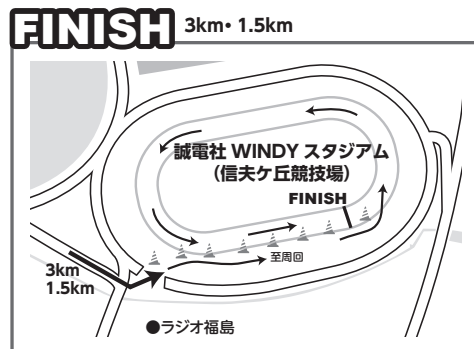 FINISH 3km・1.5km
誠電社 WINDY スタジアム
（信夫ケ丘競技場）
FINISH
至周回
3km
1.5km
●ラジオ福島